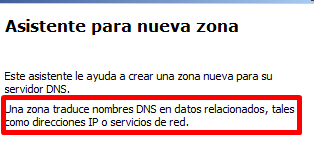 Asistente para nueva zona
Este asistente le ayuda a crear una zona nueva para su
servidor DNS.
Una zona traduce nombres DNS en datos relacionados, tales
como direcciones IP o servicios de red.